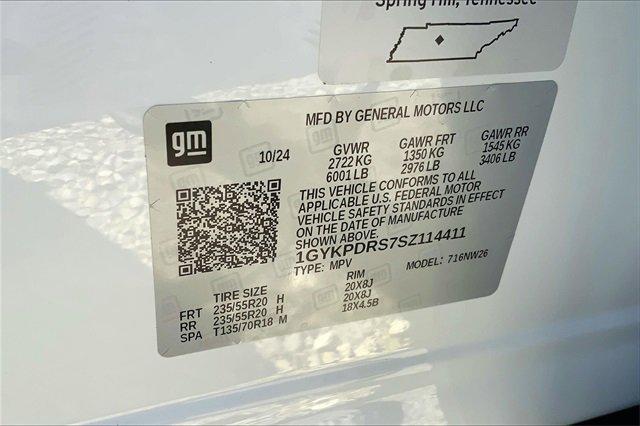 Spring Hill, Tennessee
MFD BY GENERAL MOTORS LLC
gm
10/24
GVWR GAWR FRT GAWR RR
2722 KG 1350 KG 1545 KG
6001 LB 2976 LB 3406 LB
THIS VEHICLE CONFORMS TO ALL
APPLICABLE U.S. FEDERAL MOTOR
VEHICLE SAFETY STANDARDS IN EFFECT
ON THE DATE OF MANUFACTURE
SHOWN ABOVE.
1GYKPDRS7SZ114411
TYPE: MPV MODEL: 716NW26
TIRE SIZE RIM
FRT 235/55R20 H 20X8J
RR 235/55R20 H 20X8J
SPA T135/70R18 M 18X4.5B